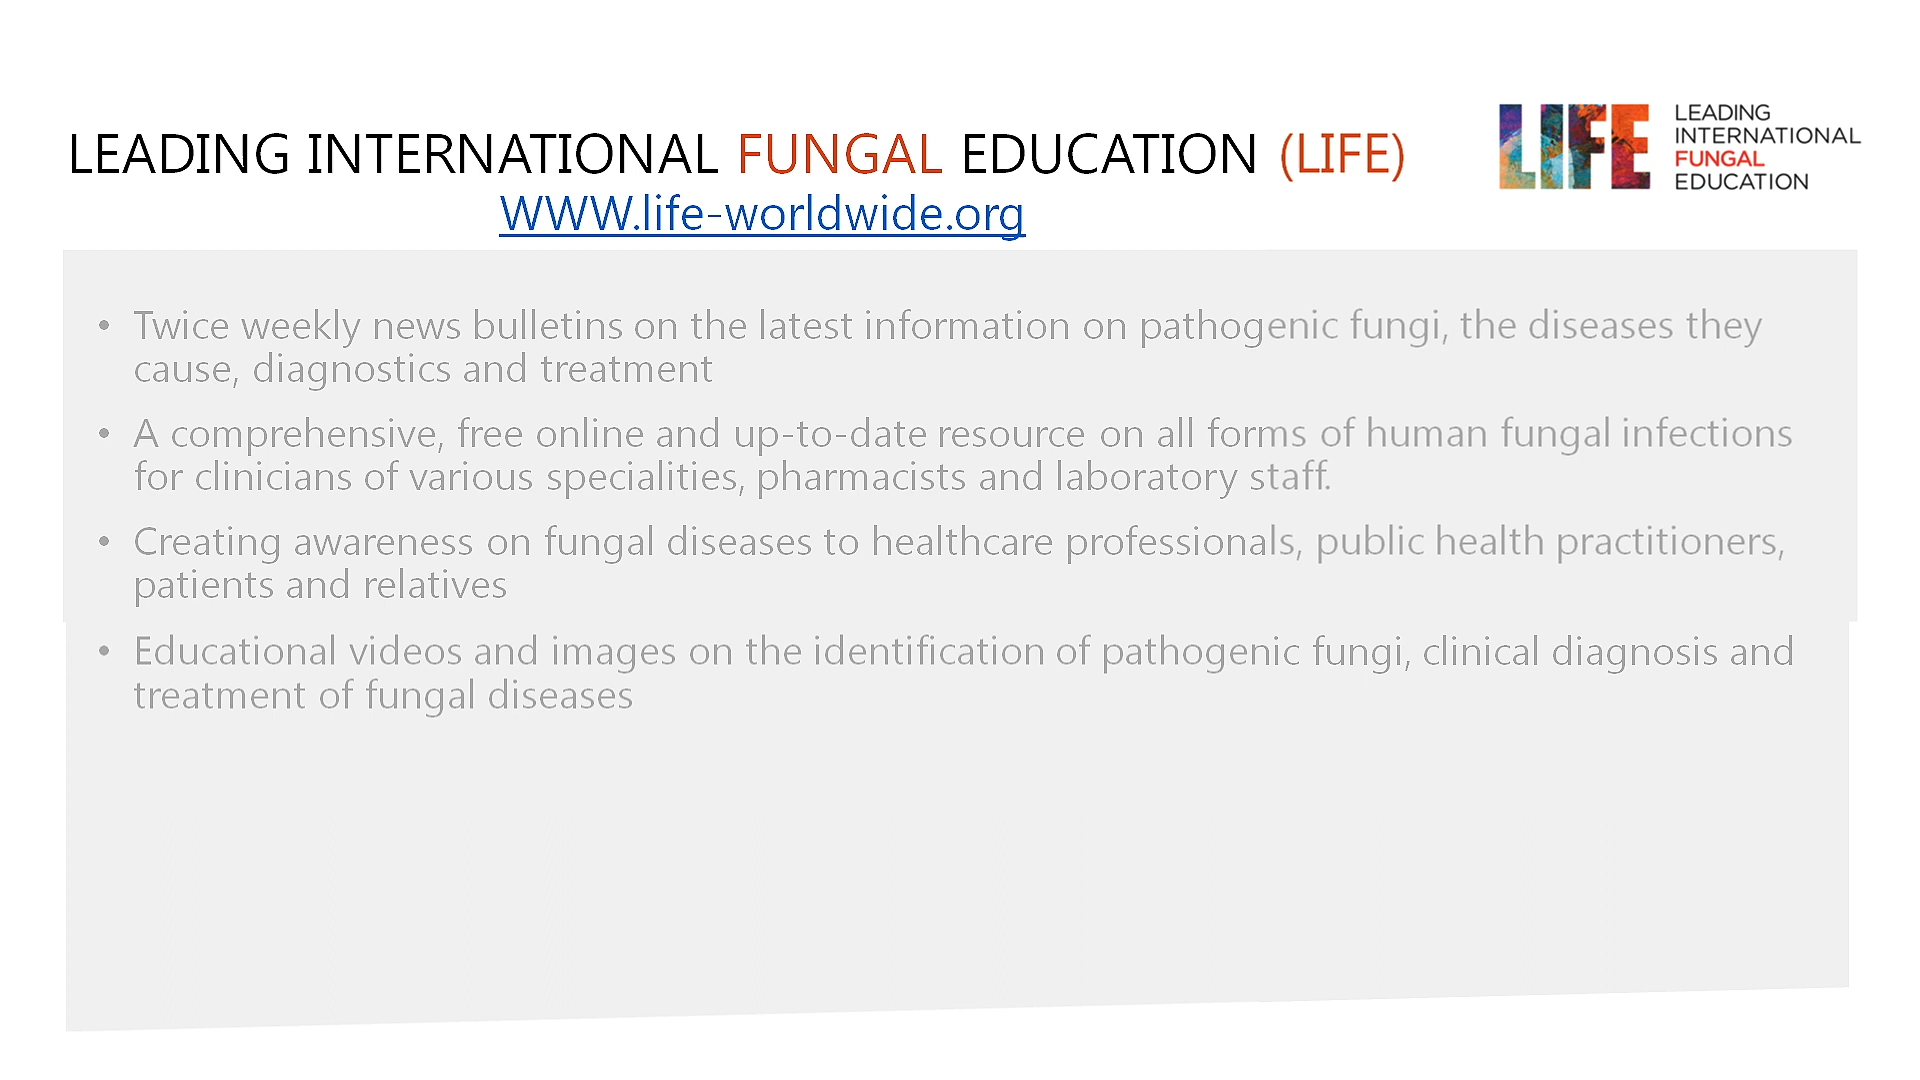 LEADING INTERNATIONAL FUNGAL EDUCATION (LIFE)
WWW.life-worldwide.org
LIFE
LEADING
INTERNATIONAL
FUNGAL
EDUCATION
• Twice weekly news bulletins on the latest information on pathogenic fungi, the diseases they
cause, diagnostics and treatment
• A comprehensive, free online and up-to-date resource on all forms of human fungal infections
for clinicians of various specialities, pharmacists and laboratory staff.
• Creating awareness on fungal diseases to healthcare professionals, public health practitioners,
patients and relatives
• Educational videos and images on the identification of pathogenic fungi, clinical diagnosis and
treatment of fungal diseases